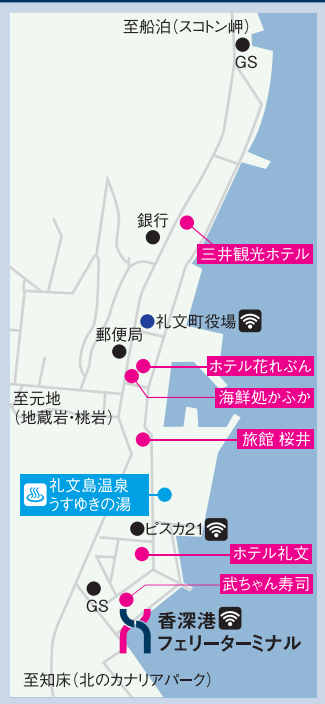 至船泊（スコトン岬）
GS
銀行
三井観光ホテル
礼文町役場
郵便局
ホテル花れぶん
至元地
（地蔵岩・桃岩）
海鮮処かふか
旅館 桜井
礼文島温泉
うすゆきの湯
ピスカ21
ホテル礼文
武ちゃん寿司
GS
香深港
フェリーターミナル
至知床（北のカナリアパーク）